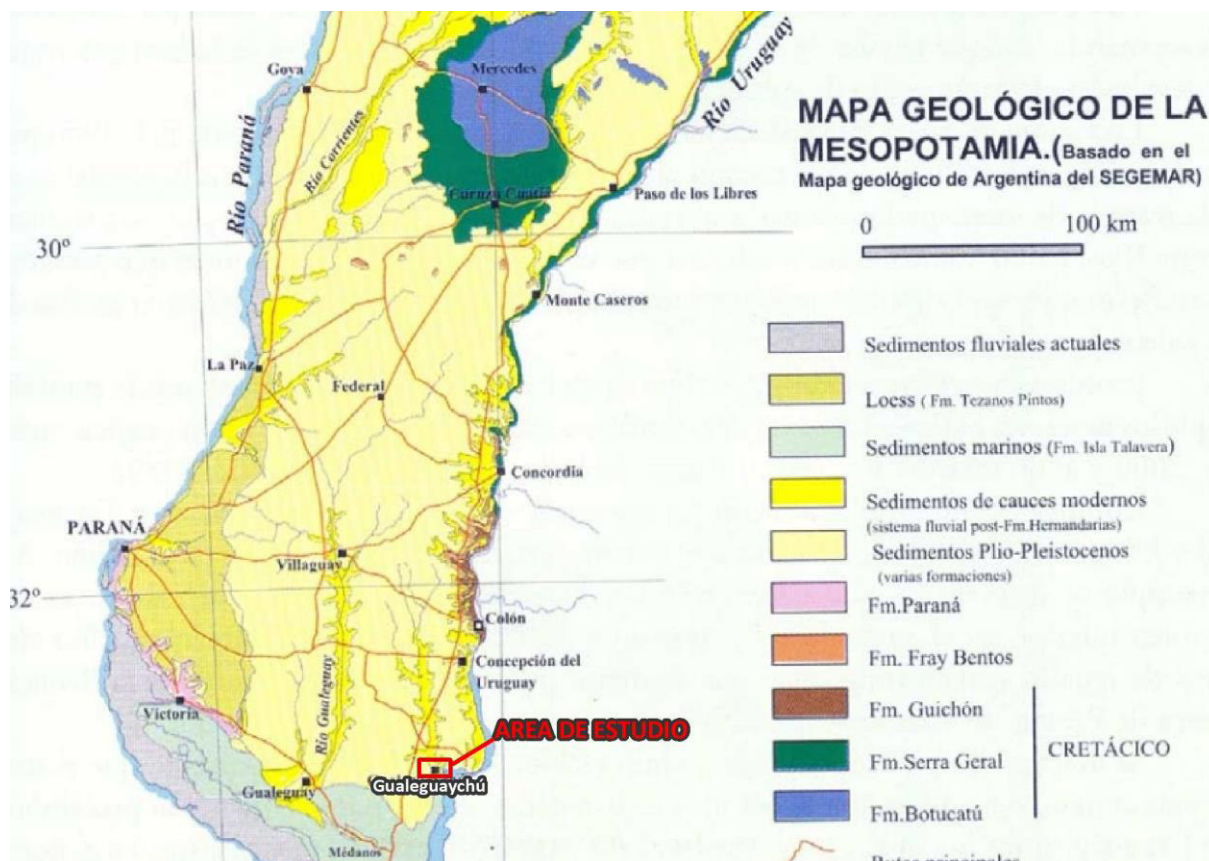 MAPA GEOLÓGICO DE LA
MESOPOTAMIA.(Basado en el
Mapa geológico de Argentina del SEGEMAR)
0 100 km
Goya
Mercedes
Río Uruguay
Río Paraná
Río Corrientes
Curuzú Cuatiá
Paso de los Libres
30º
Monte Caseros
La Paz
Federal
Concordia
PARANÁ
Villaguay
32º
Colón
Concepción del
Uruguay
Río Gualeguay
Victoria
AREA DE ESTUDIO
Gualeguay
Gualeguaychú
Médanos
Sedimentos fluviales actuales
Loess ( Fm. Tezanos Pintos)
Sedimentos marinos (Fm. Isla Talavera)
Sedimentos de cauces modernos
(sistema fluvial post-Fm.Hernandarias)
Sedimentos Plio-Pleistocenos
(varias formaciones)
Fm.Paraná
Fm. Fray Bentos
Fm. Guichón
Fm.Serra Geral
Fm.Botucatú
CRETÁCICO
Rutas principales